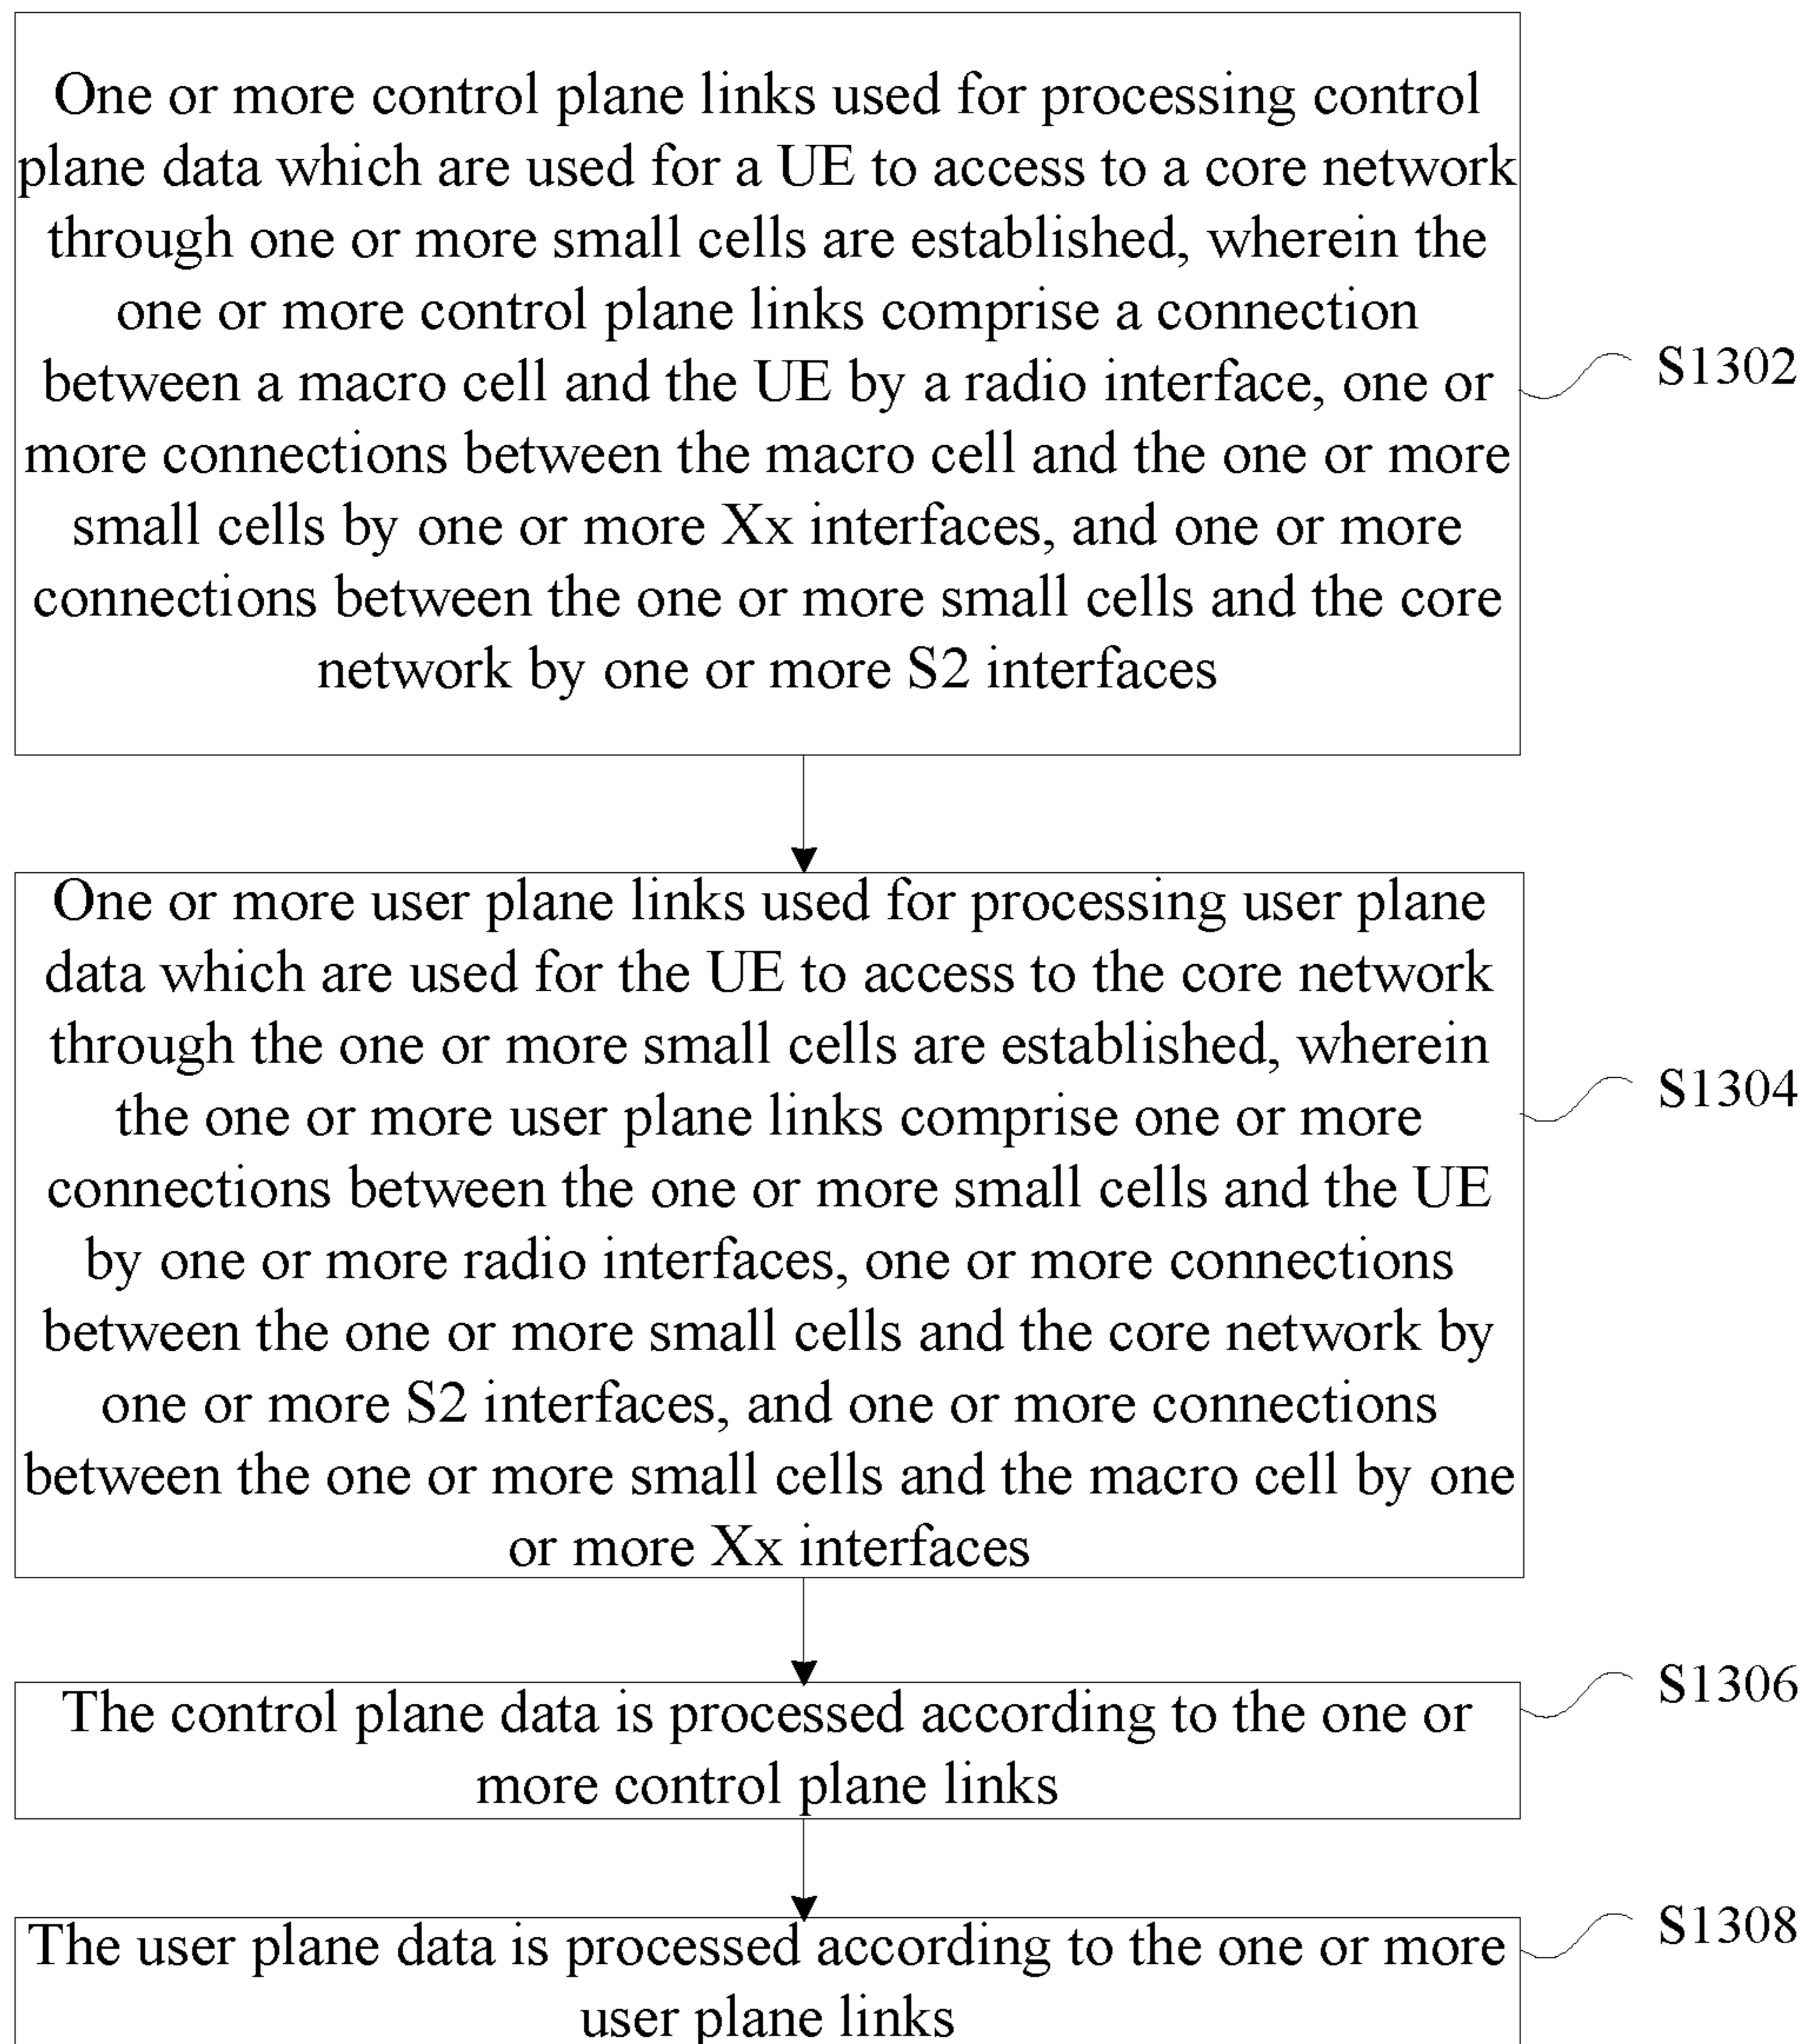 One or more control plane links used for processing control
plane data which are used for a UE to access to a core network
through one or more small cells are established, wherein the
one or more control plane links comprise a connection
between a macro cell and the UE by a radio interface, one or
more connections between the macro cell and the one or more
small cells by one or more Xx interfaces, and one or more
connections between the one or more small cells and the core
network by one or more S2 interfaces
S1302
One or more user plane links used for processing user plane
data which are used for the UE to access to the core network
through the one or more small cells are established, wherein
the one or more user plane links comprise one or more
connections between the one or more small cells and the UE
by one or more radio interfaces, one or more connections
between the one or more small cells and the core network by
one or more S2 interfaces, and one or more connections
between the one or more small cells and the macro cell by one
or more Xx interfaces
S1304
The control plane data is processed according to the one or
more control plane links
S1306
The user plane data is processed according to the one or more
user plane links
S1308